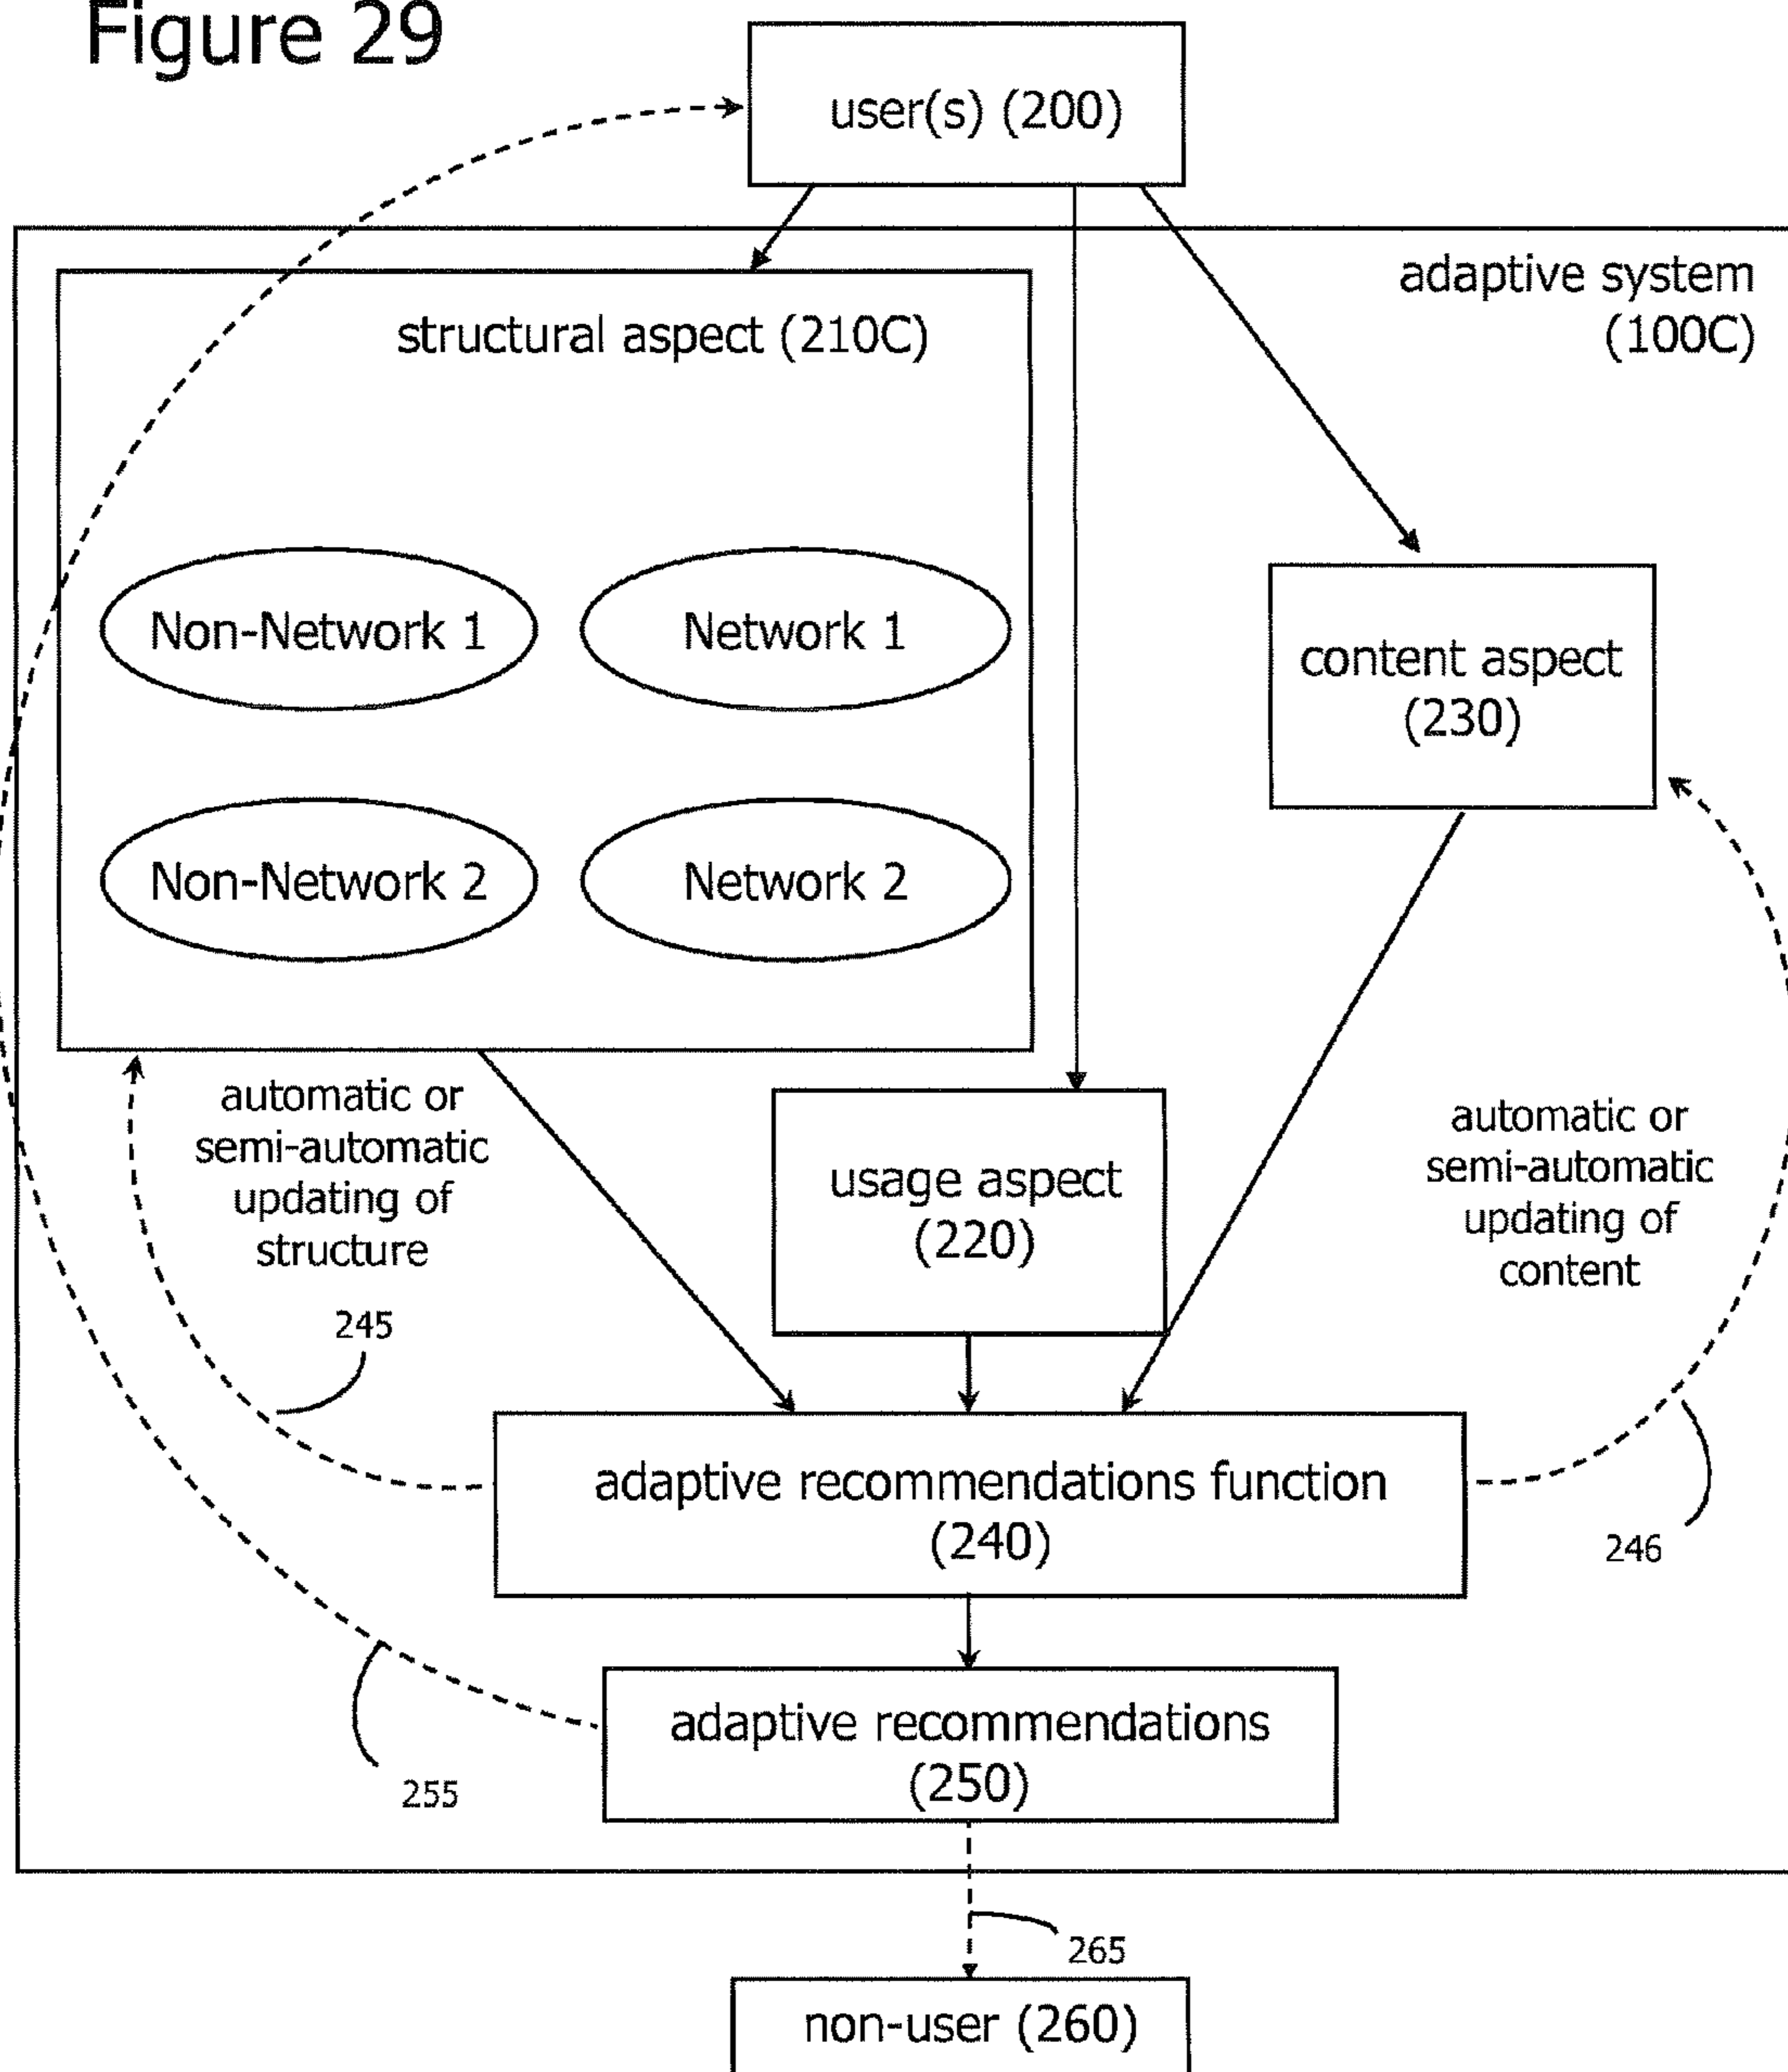 Figure 29
user(s) (200)
adaptive system
(100C)
structural aspect (210C)
Non-Network 1
Network 1
content aspect
(230)
Non-Network 2
Network 2
automatic or
semi-automatic
updating of
structure
automatic or
semi-automatic
updating of
content
usage aspect
(220)
245
adaptive recommendations function
(240)
246
adaptive recommendations
(250)
255
265
non-user (260)